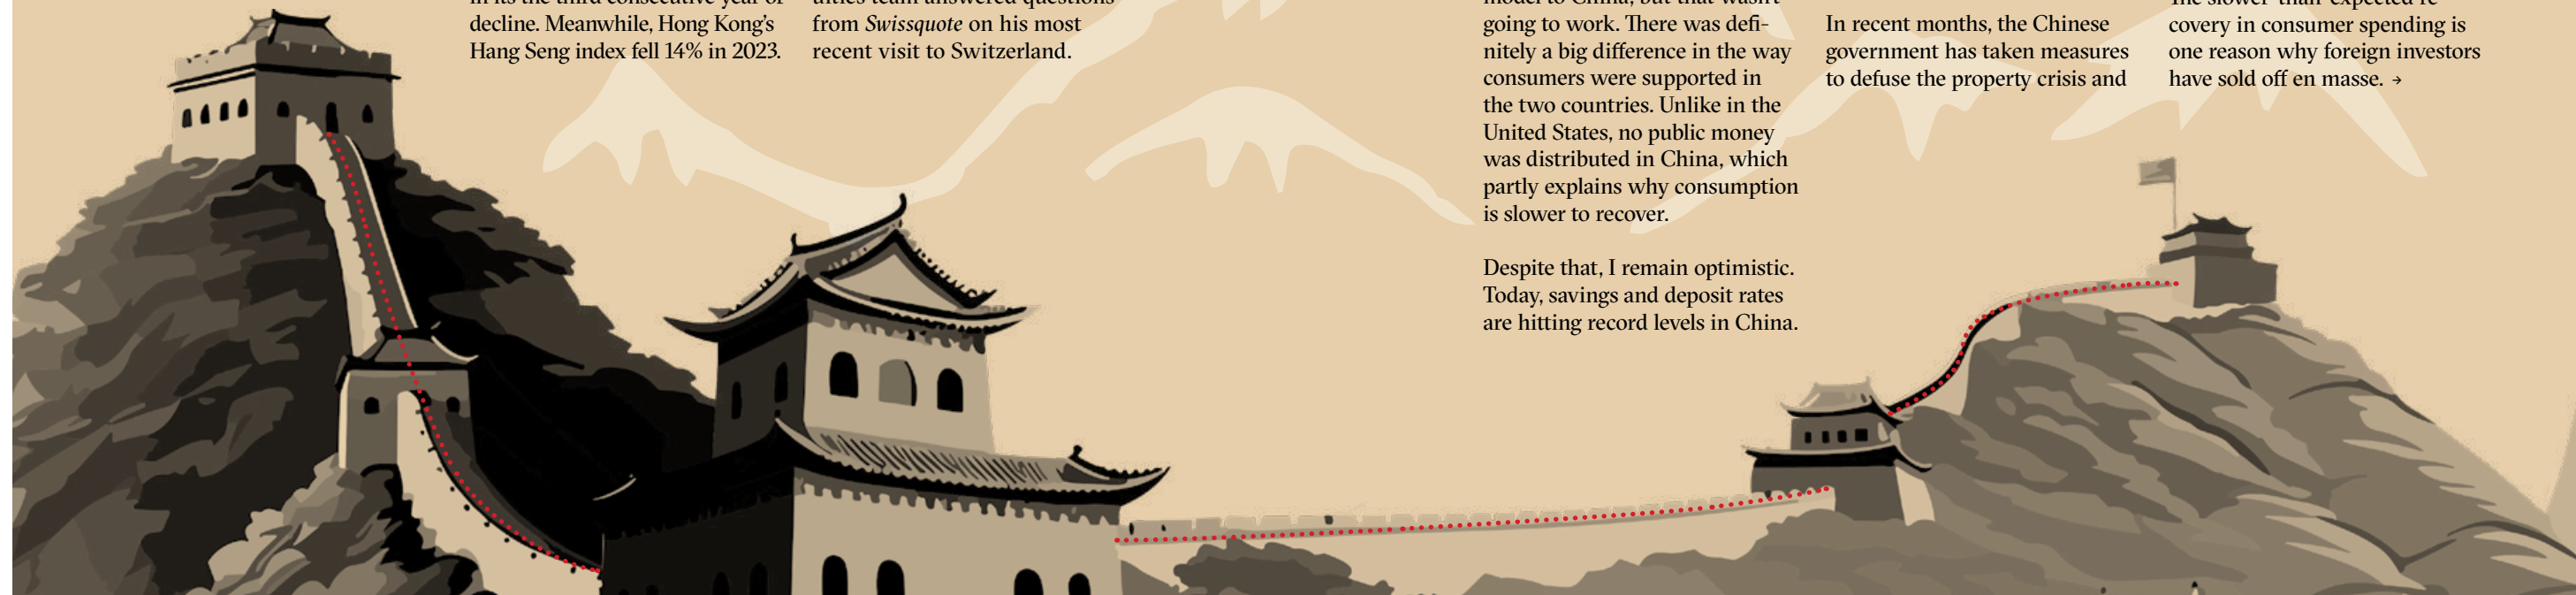 decline. Meanwhile, Hong Kong's
Hang Seng index fell 14% in 2023.
from Swissquote on his most
recent visit to Switzerland.
going to work. There was defi-
nitely a big difference in the way
consumers were supported in
the two countries. Unlike in the
United States, no public money
was distributed in China, which
partly explains why consumption
is slower to recover.
Despite that, I remain optimistic.
Today, savings and deposit rates
are hitting record levels in China.
In recent months, the Chinese
government has taken measures
to defuse the property crisis and
covery in consumer spending is
one reason why foreign investors
have sold off en masse. →